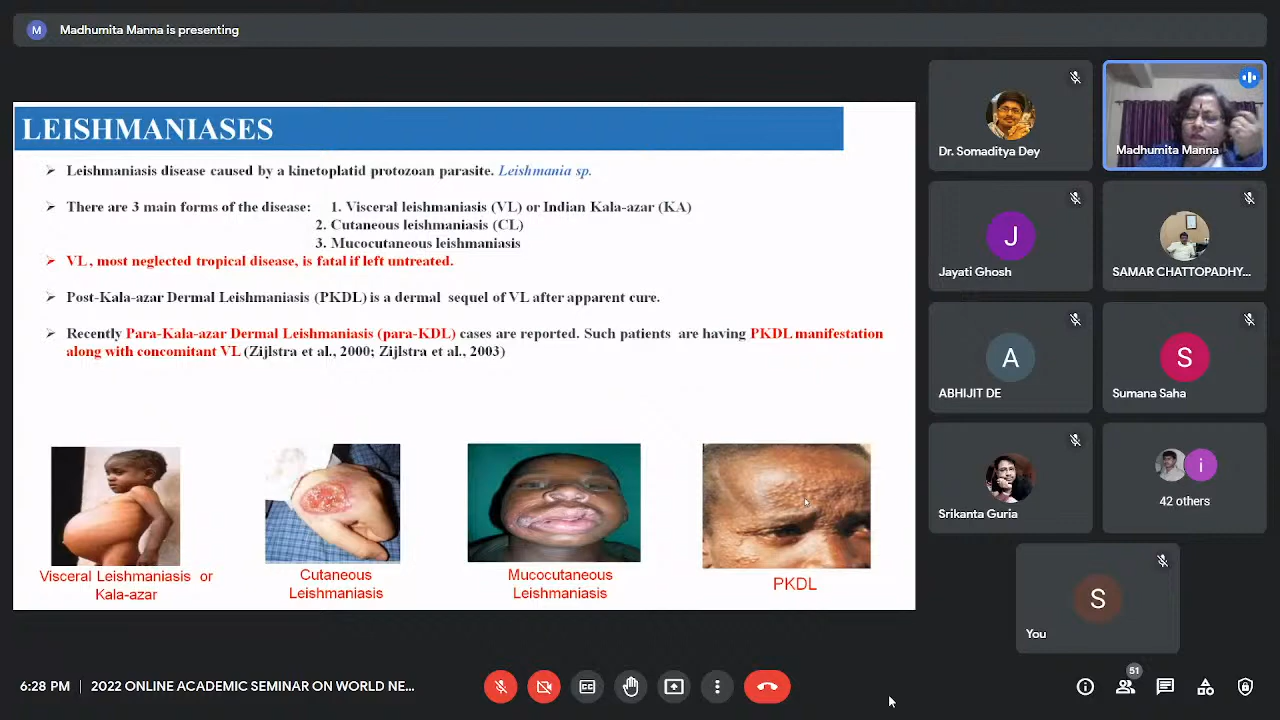 M Madhumita Manna is presenting
LEISHMANIASES
➢ Leishmaniasis disease caused by a kinetoplatid protozoan parasite. Leishmania sp.
➢ There are 3 main forms of the disease: 1. Visceral leishmaniasis (VL) or Indian Kala-azar (KA)
2. Cutaneous leishmaniasis (CL)
3. Mucocutaneous leishmaniasis
➢ VL , most neglected tropical disease, is fatal if left untreated.
➢ Post-Kala-azar Dermal Leishmaniasis (PKDL) is a dermal sequel of VL after apparent cure.
➢ Recently Para-Kala-azar Dermal Leishmaniasis (para-KDL) cases are reported. Such patients are having PKDL manifestation
along with concomitant VL (Zijlstra et al., 2000; Zijlstra et al., 2003)
Visceral Leishmaniasis or
Kala-azar
Cutaneous
Leishmaniasis
Mucocutaneous
Leishmaniasis
PKDL
Dr. Somaditya Dey
Madhumita Manna
J
Jayati Ghosh
SAMAR CHATTOPADHY...
A
ABHIJIT DE
S
Sumana Saha
Srikanta Guria
i
42 others
S
You
6:28 PM | 2022 ONLINE ACADEMIC SEMINAR ON WORLD NE...
CC
51